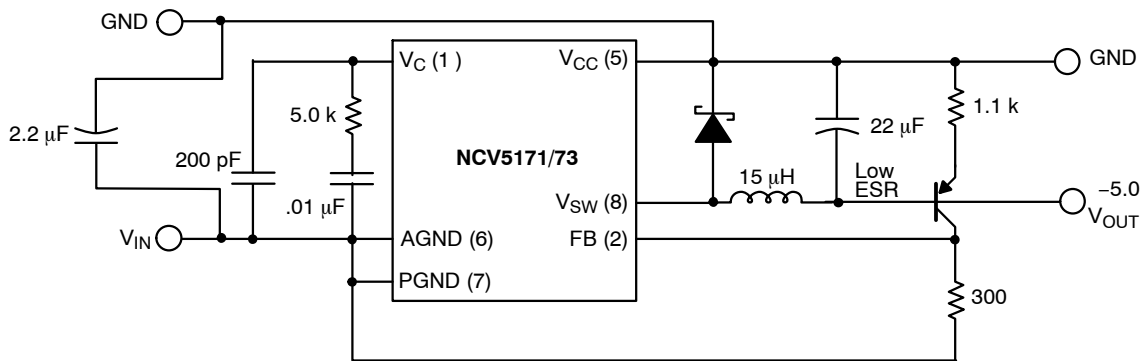 GND
V_C (1 )
V_CC (5)
GND
2.2 μF
5.0 k
200 pF
.01 μF
NCV5171/73
22 μF
1.1 k
15 μH
Low
ESR
V_SW (8)
−5.0
V_OUT
V_IN
AGND (6)
FB (2)
PGND (7)
300